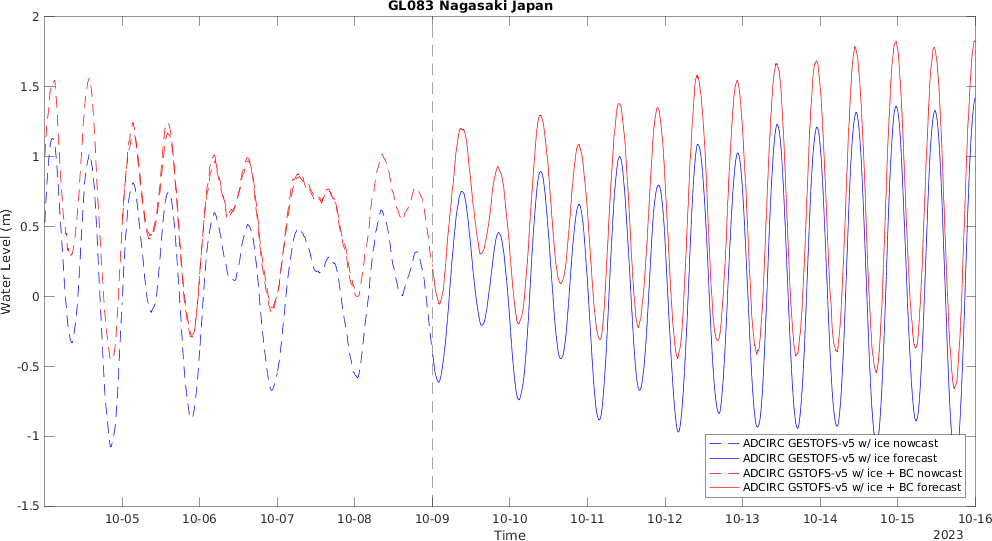 GL083 Nagasaki Japan
2
1.5
1
0.5
0
-0.5
-1
-1.5
Water Level (m)
10-05 10-06 10-07 10-08 10-09 10-10 10-11 10-12 10-13 10-14 10-15 10-16
Time
2023
ADCIRC GESTOFS-v5 w/ ice nowcast
ADCIRC GESTOFS-v5 w/ ice forecast
ADCIRC GSTOFS-v5 w/ ice + BC nowcast
ADCIRC GSTOFS-v5 w/ ice + BC forecast